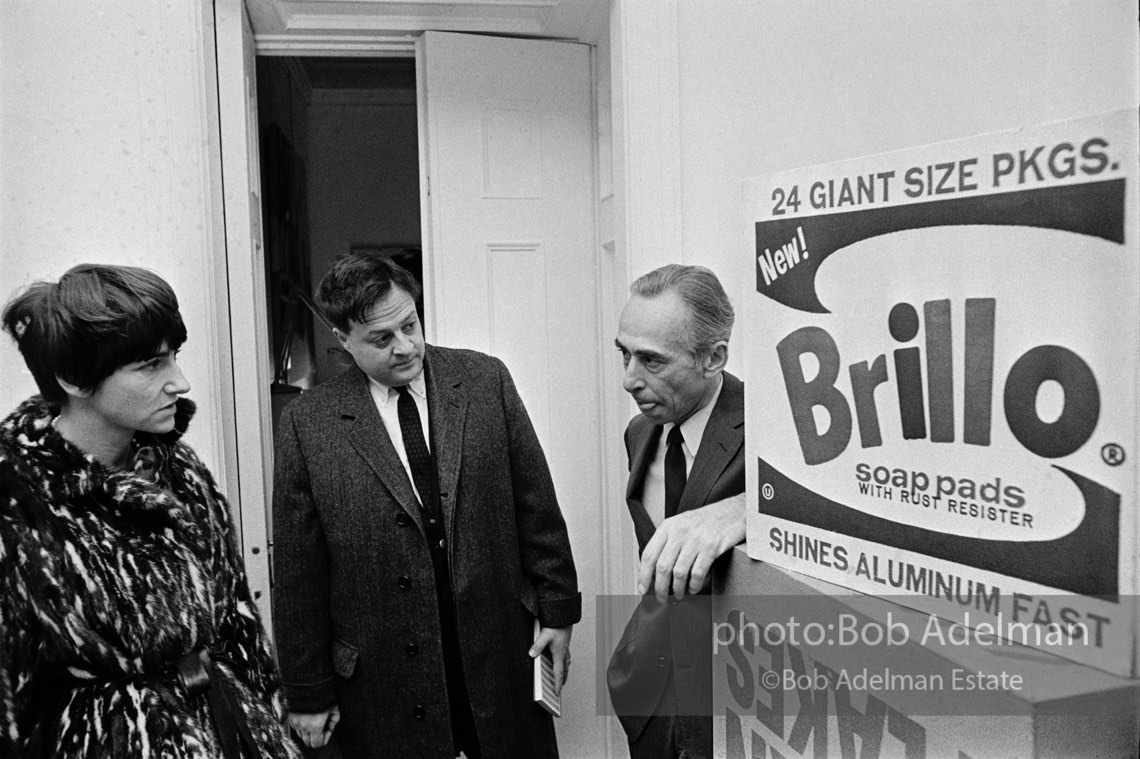 24 GIANT SIZE PKGS.
New!
Brillo
®
soap pads
WITH RUST RESISTER
U
SHINES ALUMINUM FAST
photo:Bob Adelman
©Bob Adelman Estate